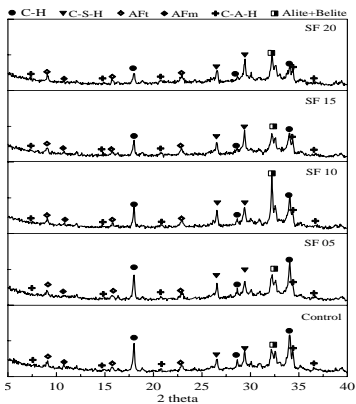 C-H C-S-H AFt AFm C-A-H Alite+Belite
SF 20
SF 15
SF 10
SF 05
Control
5 10 15 20 25 30 35 40
2 theta